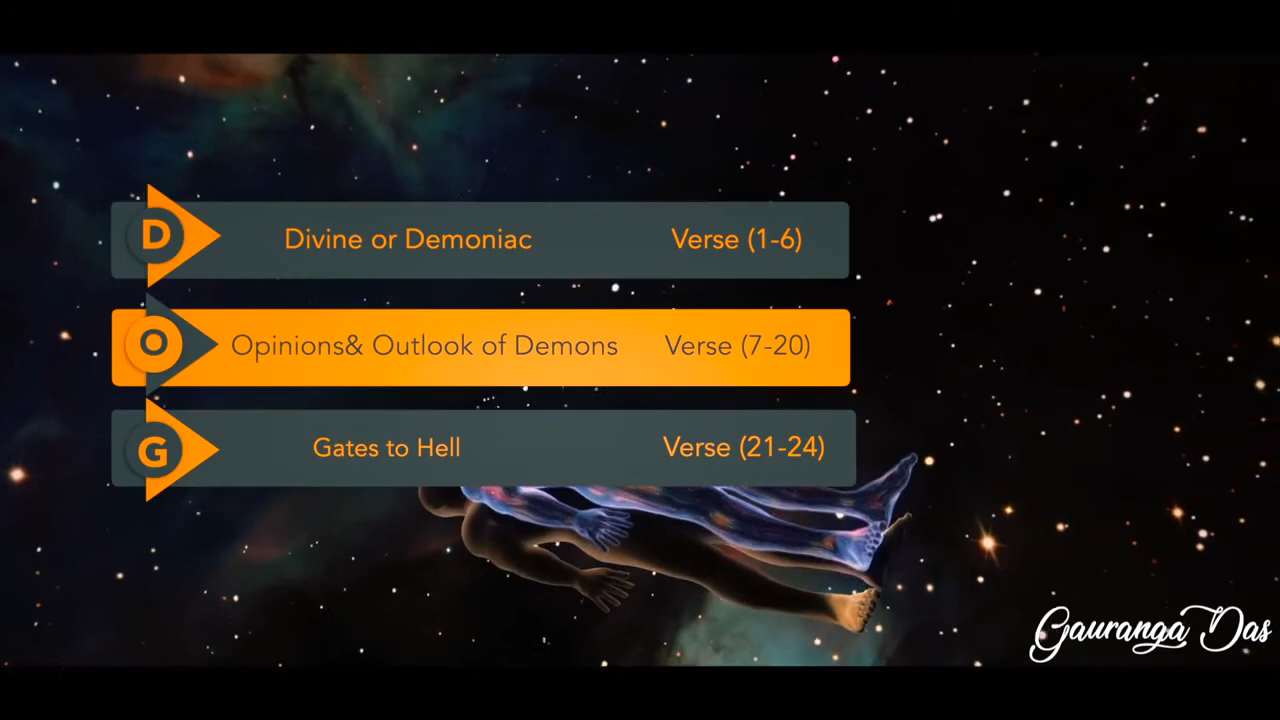 D Divine or Demoniac Verse (1-6)
O Opinions& Outlook of Demons Verse (7-20)
G Gates to Hell Verse (21-24)
Gauranga Das